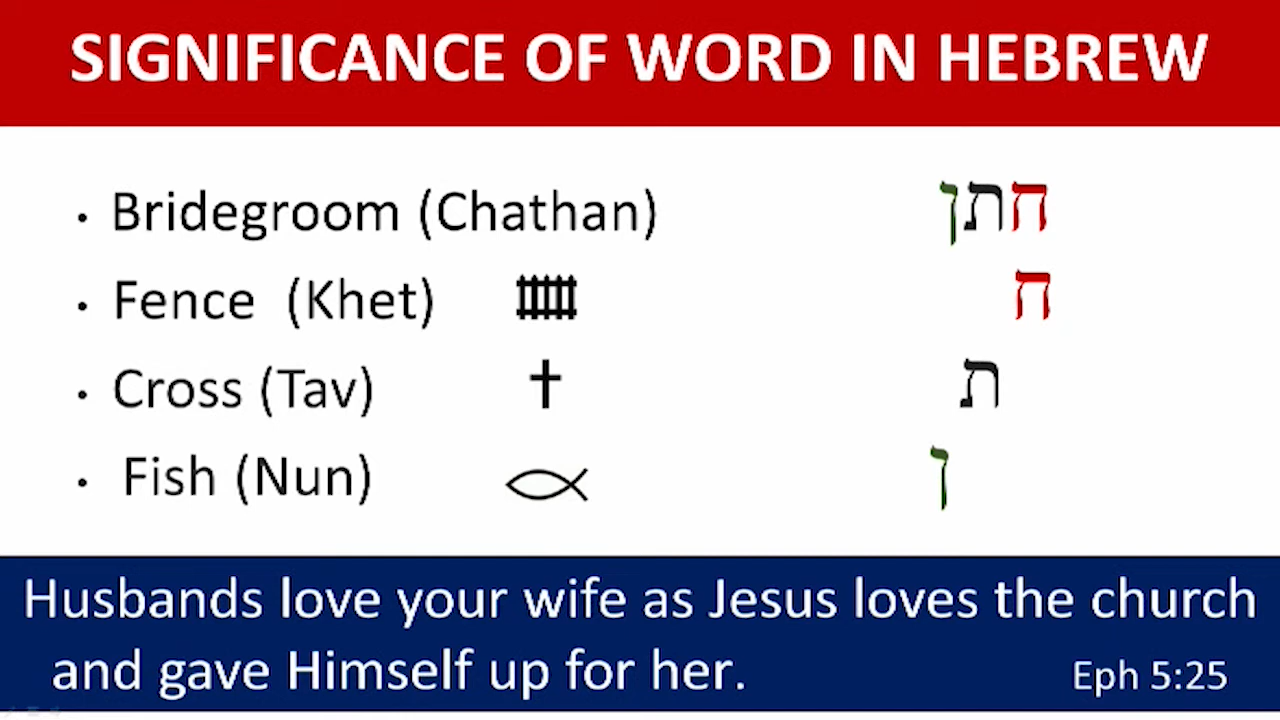 SIGNIFICANCE OF WORD IN HEBREW
• Bridegroom (Chathan) חתן
• Fence (Khet) ח
• Cross (Tav) ת
• Fish (Nun) ן
Husbands love your wife as Jesus loves the church
and gave Himself up for her. Eph 5:25